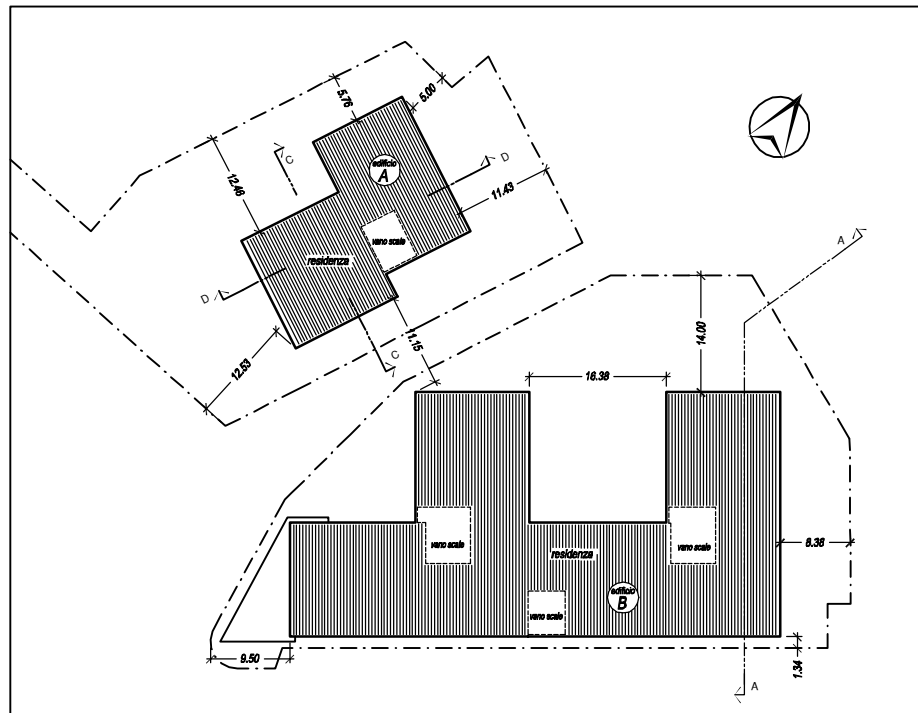 5.76
5.00
12.46
C
edificio
A
D
11.43
vano scale
residenza
A
D
11.15
C
14.00
12.53
16.38
vano scale
residenza
vano scale
8.38
edificio
B
vano scale
9.50
1.34
A